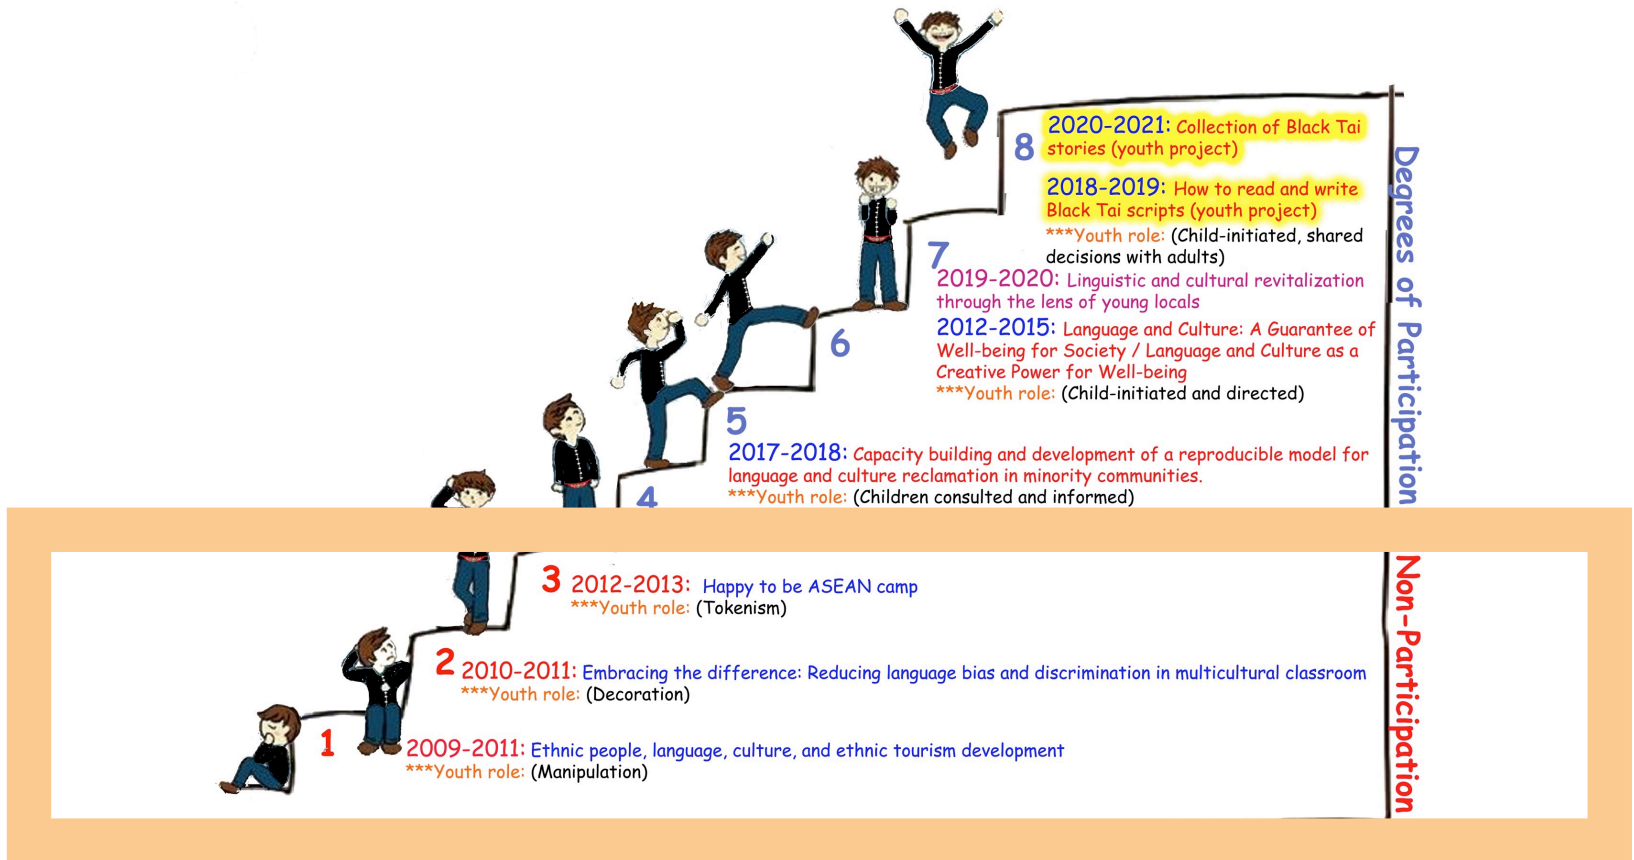 8
2020-2021: Collection of Black Tai
stories (youth project)
2018-2019: How to read and write
Black Tai scripts (youth project)
***Youth role: (Child-initiated, shared
decisions with adults)
7
2019-2020: Linguistic and cultural revitalization
through the lens of young locals
2012-2015: Language and Culture: A Guarantee of
Well-being for Society / Language and Culture as a
Creative Power for Well-being
***Youth role: (Child-initiated and directed)
6
5
2017-2018: Capacity building and development of a reproducible model for
language and culture reclamation in minority communities.
***Youth role: (Children consulted and informed)
4
3
2012-2013: Happy to be ASEAN camp
***Youth role: (Tokenism)
2
2010-2011: Embracing the difference: Reducing language bias and discrimination in multicultural classroom
***Youth role: (Decoration)
1
2009-2011: Ethnic people, language, culture, and ethnic tourism development
***Youth role: (Manipulation)
Degrees of Participation
Non-Participation